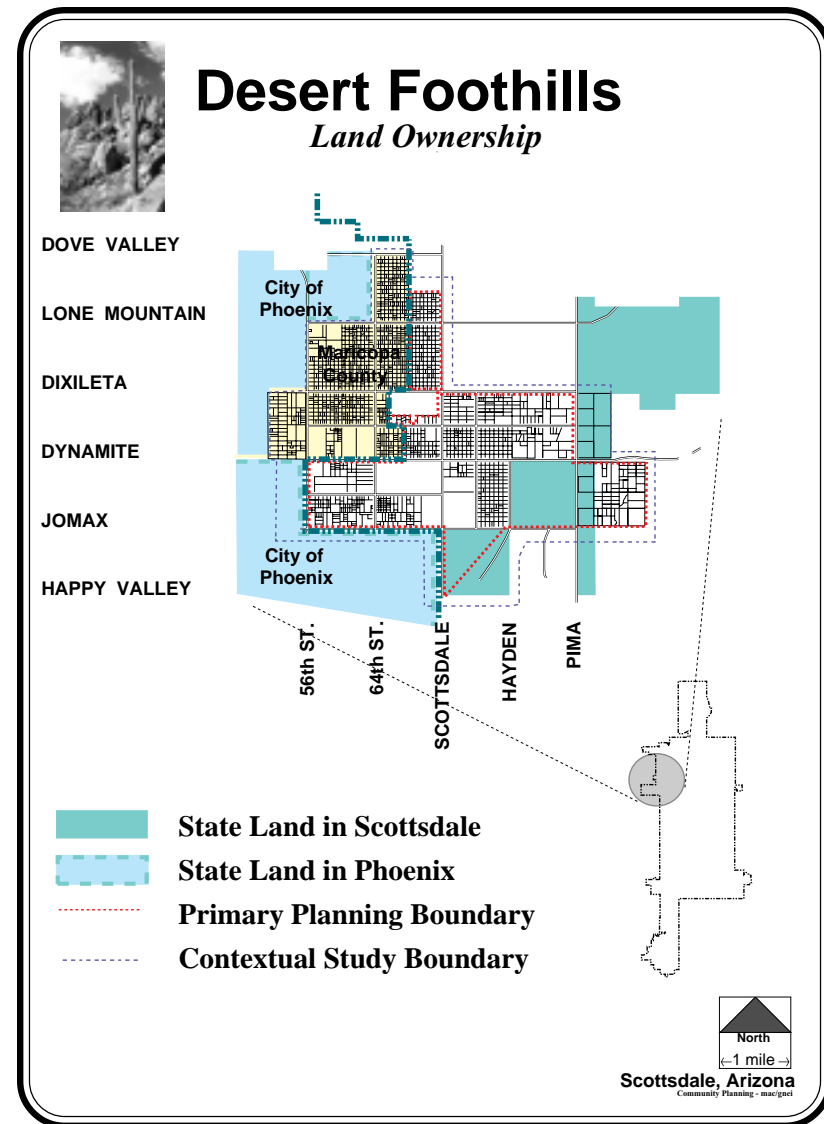 Desert Foothills
Land Ownership
DOVE VALLEY
LONE MOUNTAIN
DIXILETA
DYNAMITE
JOMAX
HAPPY VALLEY
City of
Phoenix
Maricopa
County
City of
Phoenix
56th ST.
64th ST.
SCOTTSDALE
HAYDEN
PIMA
State Land in Scottsdale
State Land in Phoenix
Primary Planning Boundary
Contextual Study Boundary
North
←1 mile→
Scottsdale, Arizona
Community Planning - mac/gnei